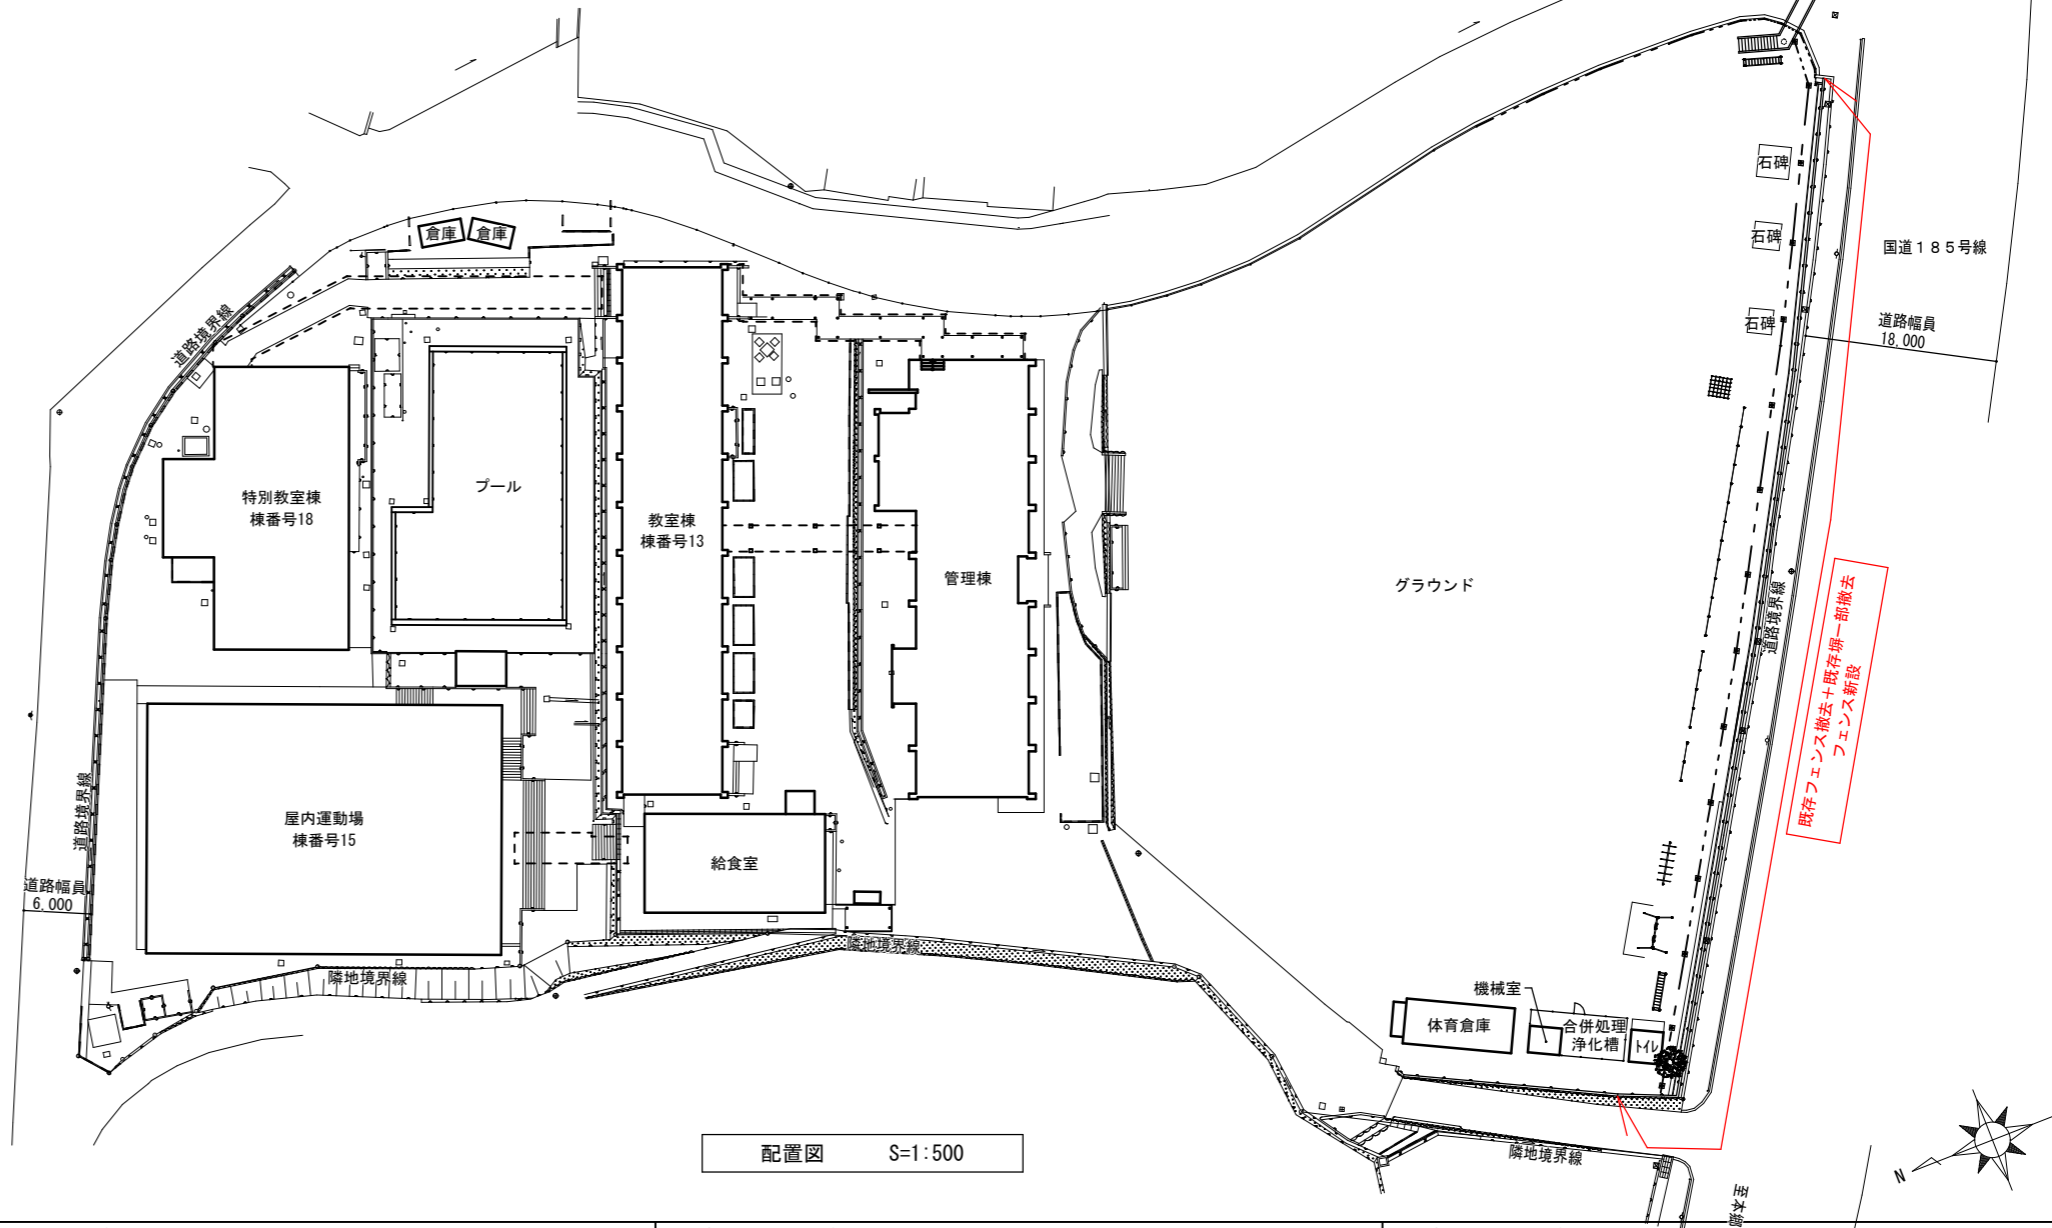 倉庫
倉庫
石碑
石碑
国道１８５号線
石碑
道路幅員
18,000
道路境界線
特別教室棟
棟番号18
プール
教室棟
棟番号13
管理棟
グラウンド
道路境界線
既存フェンス撤去＋既存塀一部撤去
フェンス新設
道路境界線
屋内運動場
棟番号15
給食室
道路幅員
6,000
隣地境界線
隣地境界線
機械室
体育倉庫
合併処理
浄化槽
トイレ
配置図 S=1:500
隣地境界線
N
至本郷